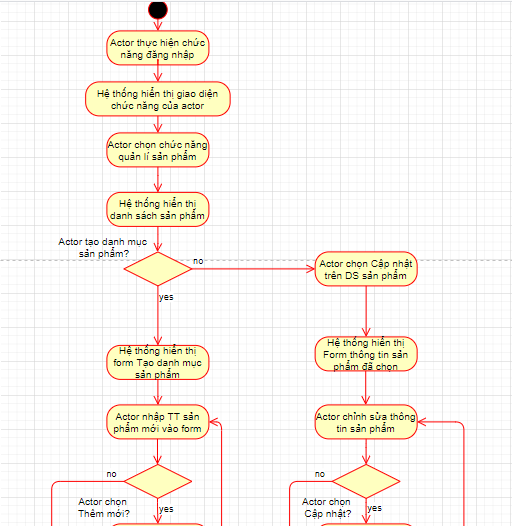 Actor thực hiện chức
năng đăng nhập
Hệ thống hiển thị giao diện
chức năng của actor
Actor chọn chức năng
quản lí sản phẩm
Hệ thống hiển thị
danh sách sản phẩm
Actor tạo danh mục
sản phẩm?
no
yes
Actor chọn Cập nhật
trên DS sản phẩm
Hệ thống hiển thị
form Tạo danh mục
sản phẩm
Hệ thống hiển thị
Form thông tin sản
phẩm đã chọn
Actor nhập TT sản
phẩm mới vào form
Actor chỉnh sửa thông
tin sản phẩm
no
Actor chọn
Thêm mới?
yes
no
Actor chọn
Cập nhật?
yes